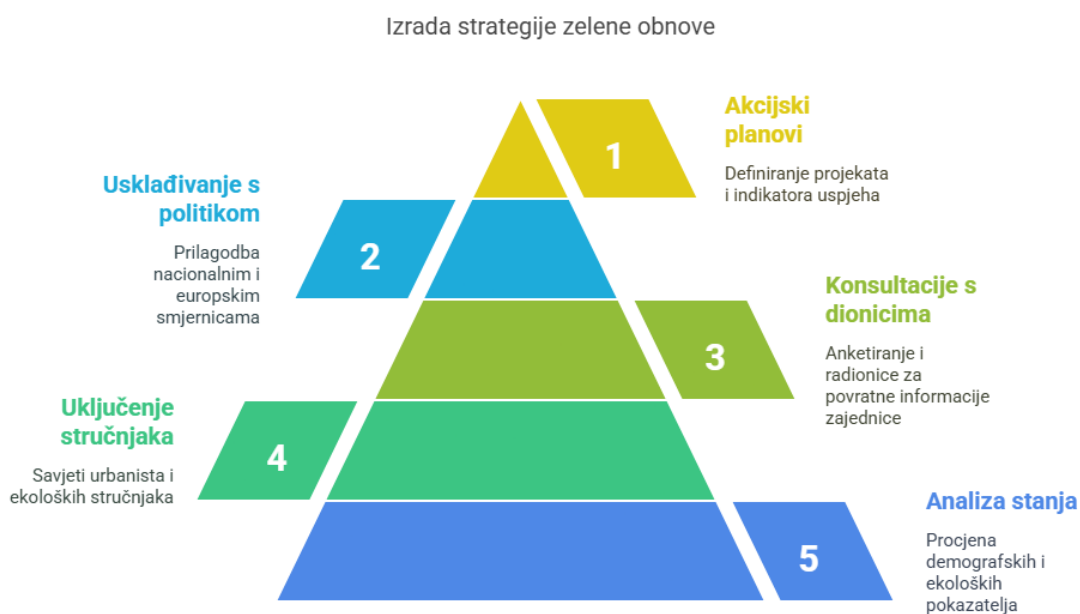 Izrada strategije zelene obnove
1
Akcijski
planovi
Definiranje projekata
i indikatora uspjeha
Usklađivanje s
politikom
2
Prilagodba
nacionalnim i
europskim
smjernicama
3
Konsultacije s
dionicima
Anketiranje i
radionice za
povratne informacije
zajednice
Uključenje
stručnjaka
4
Savjeti urbanista i
ekoloških stručnjaka
5
Analiza stanja
Procjena
demografskih i
ekoloških
pokazatelja